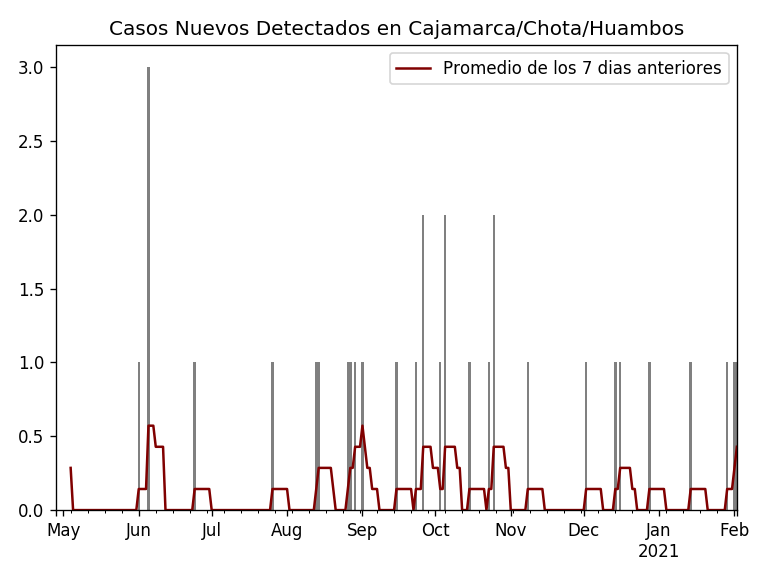 Casos Nuevos Detectados en Cajamarca/Chota/Huambos
Promedio de los 7 dias anteriores
3.0
2.5
2.0
1.5
1.0
0.5
0.0
May Jun Jul Aug Sep Oct Nov Dec Jan Feb
2021